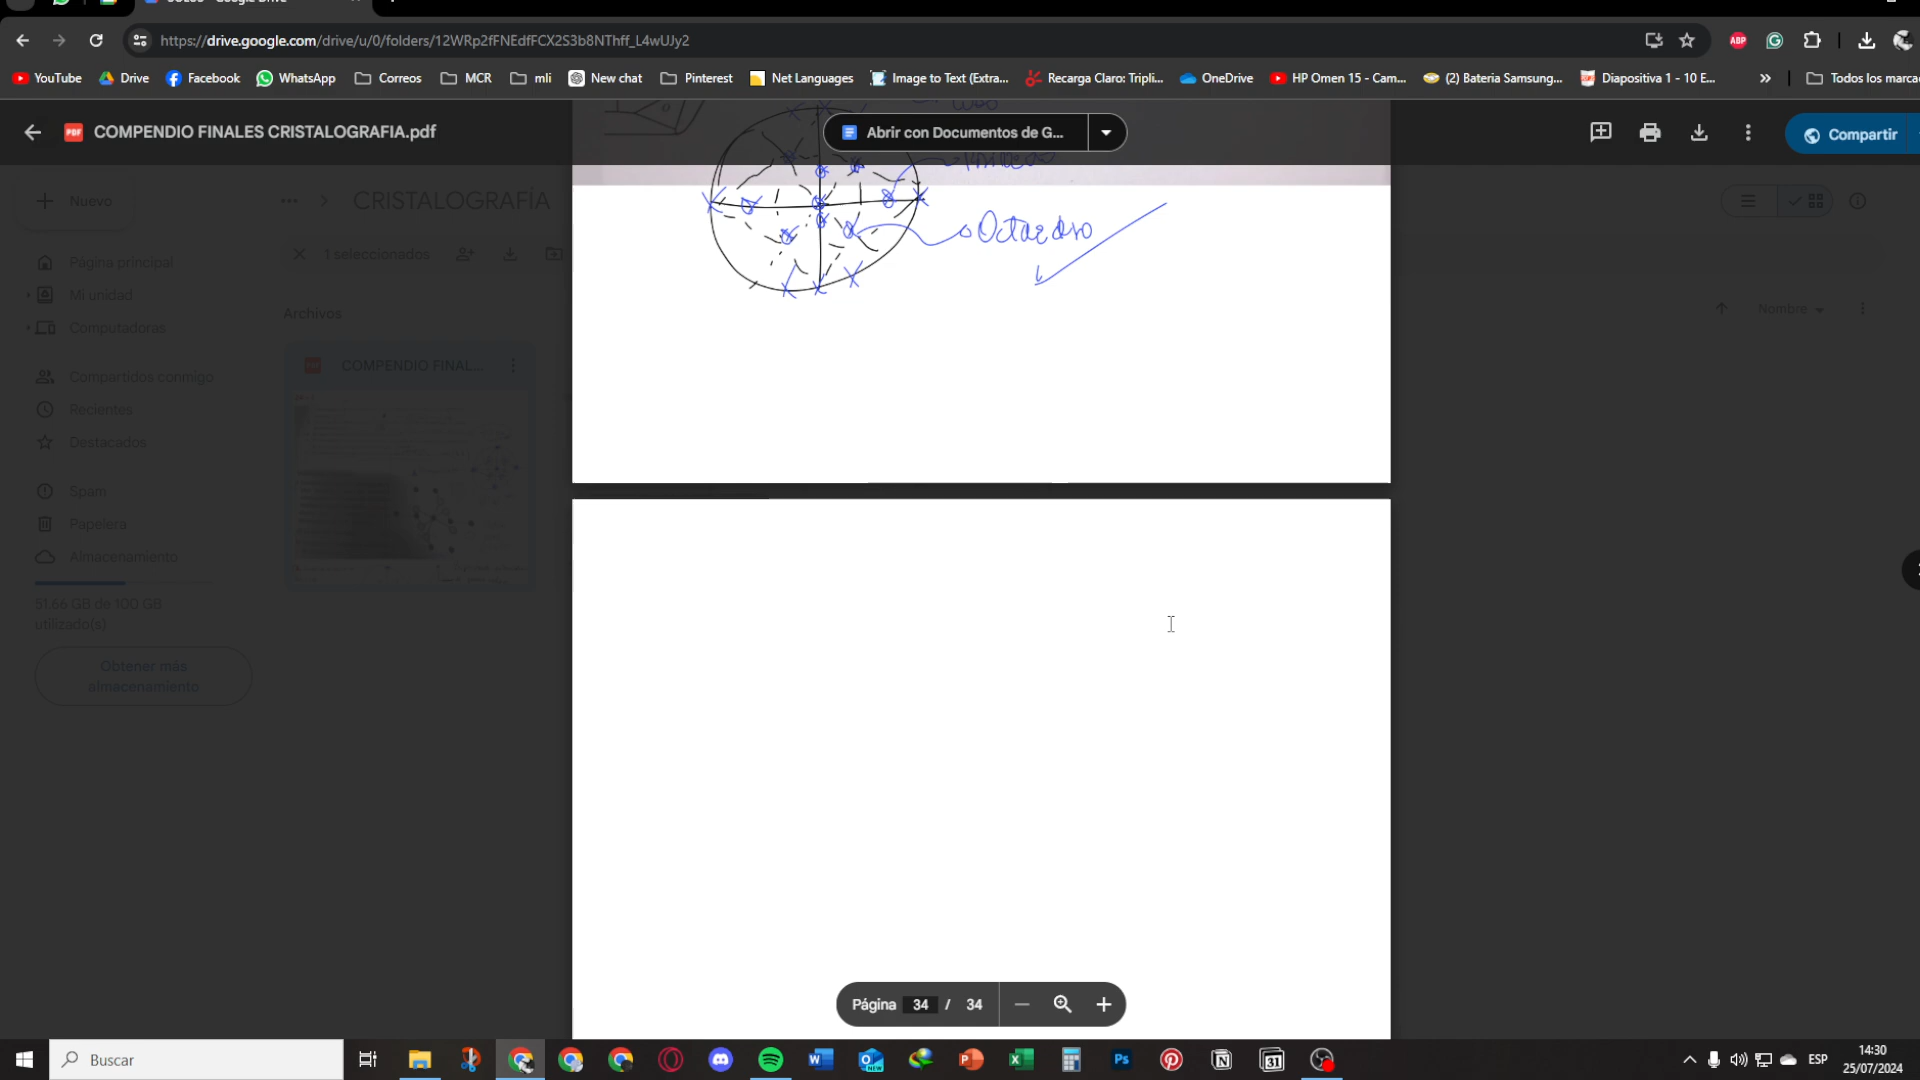 https://drive.google.com/drive/u/0/folders/12WRp2fFNEdfFCX2S3b8NThff_L4wUJy2
YouTube Drive Facebook WhatsApp Correos MCR mli New chat Pinterest Net Languages Image to Text (Extra... Recarga Claro: Tripli... OneDrive HP Omen 15 - Cam... (2) Bateria Samsung... Diapositiva 1 - 10 E... » Todos los marca
COMPENDIO FINALES CRISTALOGRAFIA.pdf
Abrir con Documentos de G...
Compartir
Nuevo
CRISTALOGRAFÍA
1 seleccionados
Página principal
Mi unidad
Computadoras
Compartidos conmigo
Recientes
Destacados
Spam
Papelera
Almacenamiento
51.66 GB de 100 GB
utilizado(s)
Obtener más
almacenamiento
Archivos
Nombre
COMPENDIO FINAL...
Octaedro
Página 34 / 34
Buscar
ESP
14:30
25/07/2024